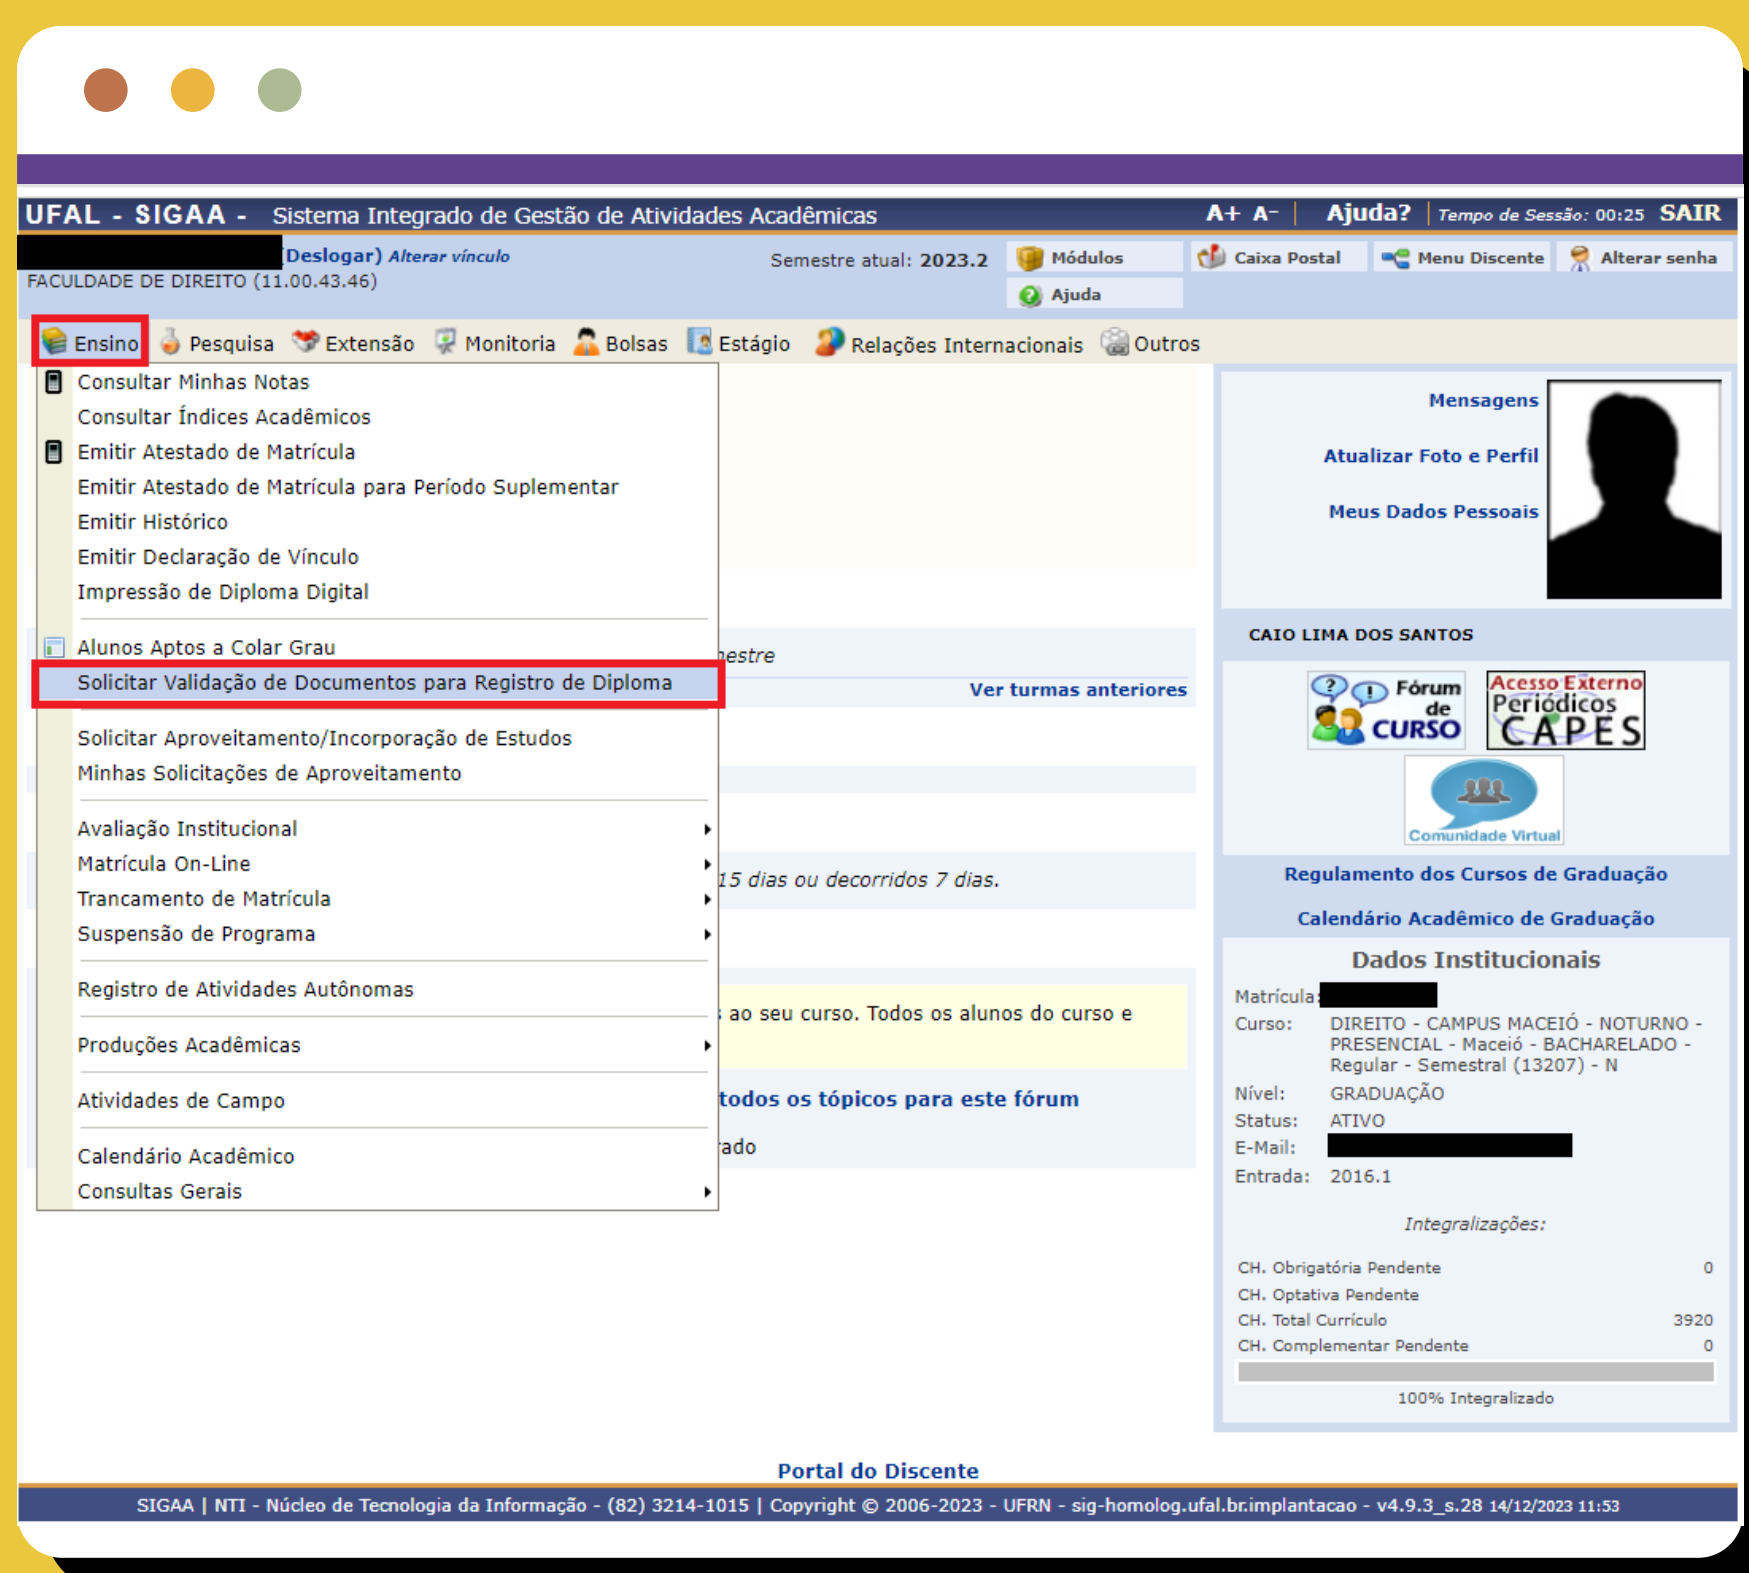 UFAL - SIGAA - Sistema Integrado de Gestão de Atividades Acadêmicas A+ A- Ajuda? Tempo de Sessão: 00:25 SAIR
(Deslogar) Alterar vínculo Semestre atual: 2023.2 Módulos Caixa Postal Menu Discente Alterar senha
FACULDADE DE DIREITO (11.00.43.46) Ajuda
Ensino Pesquisa Extensão Monitoria Bolsas Estágio Relações Internacionais Outros
Consultar Minhas Notas
Consultar Índices Acadêmicos
Emitir Atestado de Matrícula
Emitir Atestado de Matrícula para Período Suplementar
Emitir Histórico
Emitir Declaração de Vínculo
Impressão de Diploma Digital
Alunos Aptos a Colar Grau
Solicitar Validação de Documentos para Registro de Diploma
Solicitar Aproveitamento/Incorporação de Estudos
Minhas Solicitações de Aproveitamento
Avaliação Institucional
Matrícula On-Line
Trancamento de Matrícula
Suspensão de Programa
Registro de Atividades Autônomas
Produções Acadêmicas
Atividades de Campo
Calendário Acadêmico
Consultas Gerais
nestre
Ver turmas anteriores
15 dias ou decorridos 7 dias.
s ao seu curso. Todos os alunos do curso e
todos os tópicos para este fórum
rado
Mensagens
Atualizar Foto e Perfil
Meus Dados Pessoais
CAIO LIMA DOS SANTOS
Fórum
de
CURSO
Acesso Externo
Periódicos
CAPES
Comunidade Virtual
Regulamento dos Cursos de Graduação
Calendário Acadêmico de Graduação
Dados Institucionais
Matrícula:
Curso: DIREITO - CAMPUS MACEIÓ - NOTURNO -
PRESENCIAL - Maceió - BACHARELADO -
Regular - Semestral (13207) - N
Nível: GRADUAÇÃO
Status: ATIVO
E-Mail:
Entrada: 2016.1
Integralizações:
CH. Obrigatória Pendente 0
CH. Optativa Pendente
CH. Total Currículo 3920
CH. Complementar Pendente 0
100% Integralizado
Portal do Discente
SIGAA | NTI - Núcleo de Tecnologia da Informação - (82) 3214-1015 | Copyright © 2006-2023 - UFRN - sig-homolog.ufal.br.implantacao - v4.9.3_s.28 14/12/2023 11:53